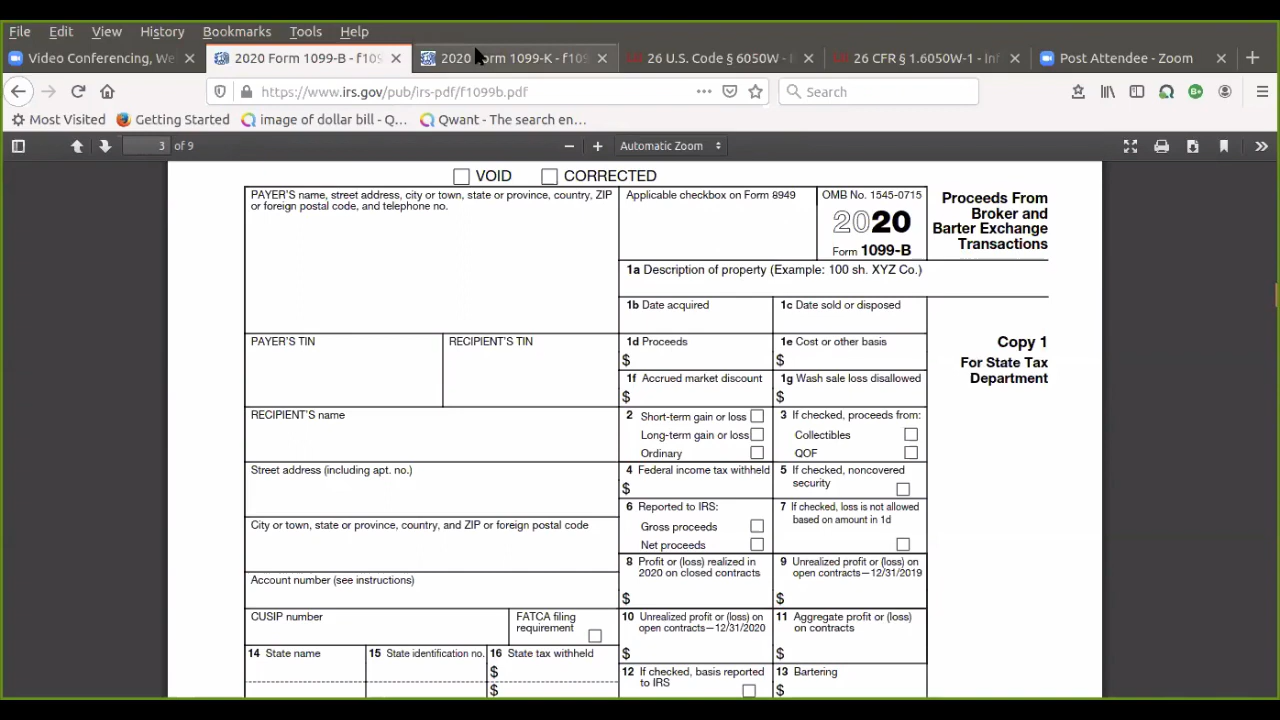 File Edit View History Bookmarks Tools Help
Video Conferencing, We
2020 Form 1099-B - f109
2020 Form 1099-K - f109
26 U.S. Code § 6050W -
26 CFR § 1.6050W-1 - In
Post Attendee - Zoom
https://www.irs.gov/pub/irs-pdf/f1099b.pdf
Search
Most Visited Getting Started image of dollar bill - Q... Qwant - The search en...
3 of 9
Automatic Zoom
VOID CORRECTED
PAYER'S name, street address, city or town, state or province, country, ZIP
or foreign postal code, and telephone no.
Applicable checkbox on Form 8949
OMB No. 1545-0715
2020
Form 1099-B
Proceeds From
Broker and
Barter Exchange
Transactions
1a Description of property (Example: 100 sh. XYZ Co.)
1b Date acquired
1c Date sold or disposed
PAYER'S TIN
RECIPIENT'S TIN
1d Proceeds
$
1e Cost or other basis
$
Copy 1
For State Tax
Department
1f Accrued market discount
$
1g Wash sale loss disallowed
$
RECIPIENT'S name
2 Short-term gain or loss
Long-term gain or loss
Ordinary
3 If checked, proceeds from:
Collectibles
QOF
Street address (including apt. no.)
4 Federal income tax withheld
$
5 If checked, noncovered
security
City or town, state or province, country, and ZIP or foreign postal code
6 Reported to IRS:
Gross proceeds
Net proceeds
7 If checked, loss is not allowed
based on amount in 1d
Account number (see instructions)
8 Profit or (loss) realized in
2020 on closed contracts
$
9 Unrealized profit or (loss) on
open contracts—12/31/2019
$
CUSIP number
FATCA filing
requirement
10 Unrealized profit or (loss) on
open contracts—12/31/2020
$
11 Aggregate profit or (loss)
on contracts
$
14 State name
15 State identification no.
16 State tax withheld
$
$
12 If checked, basis reported
to IRS
13 Bartering
$